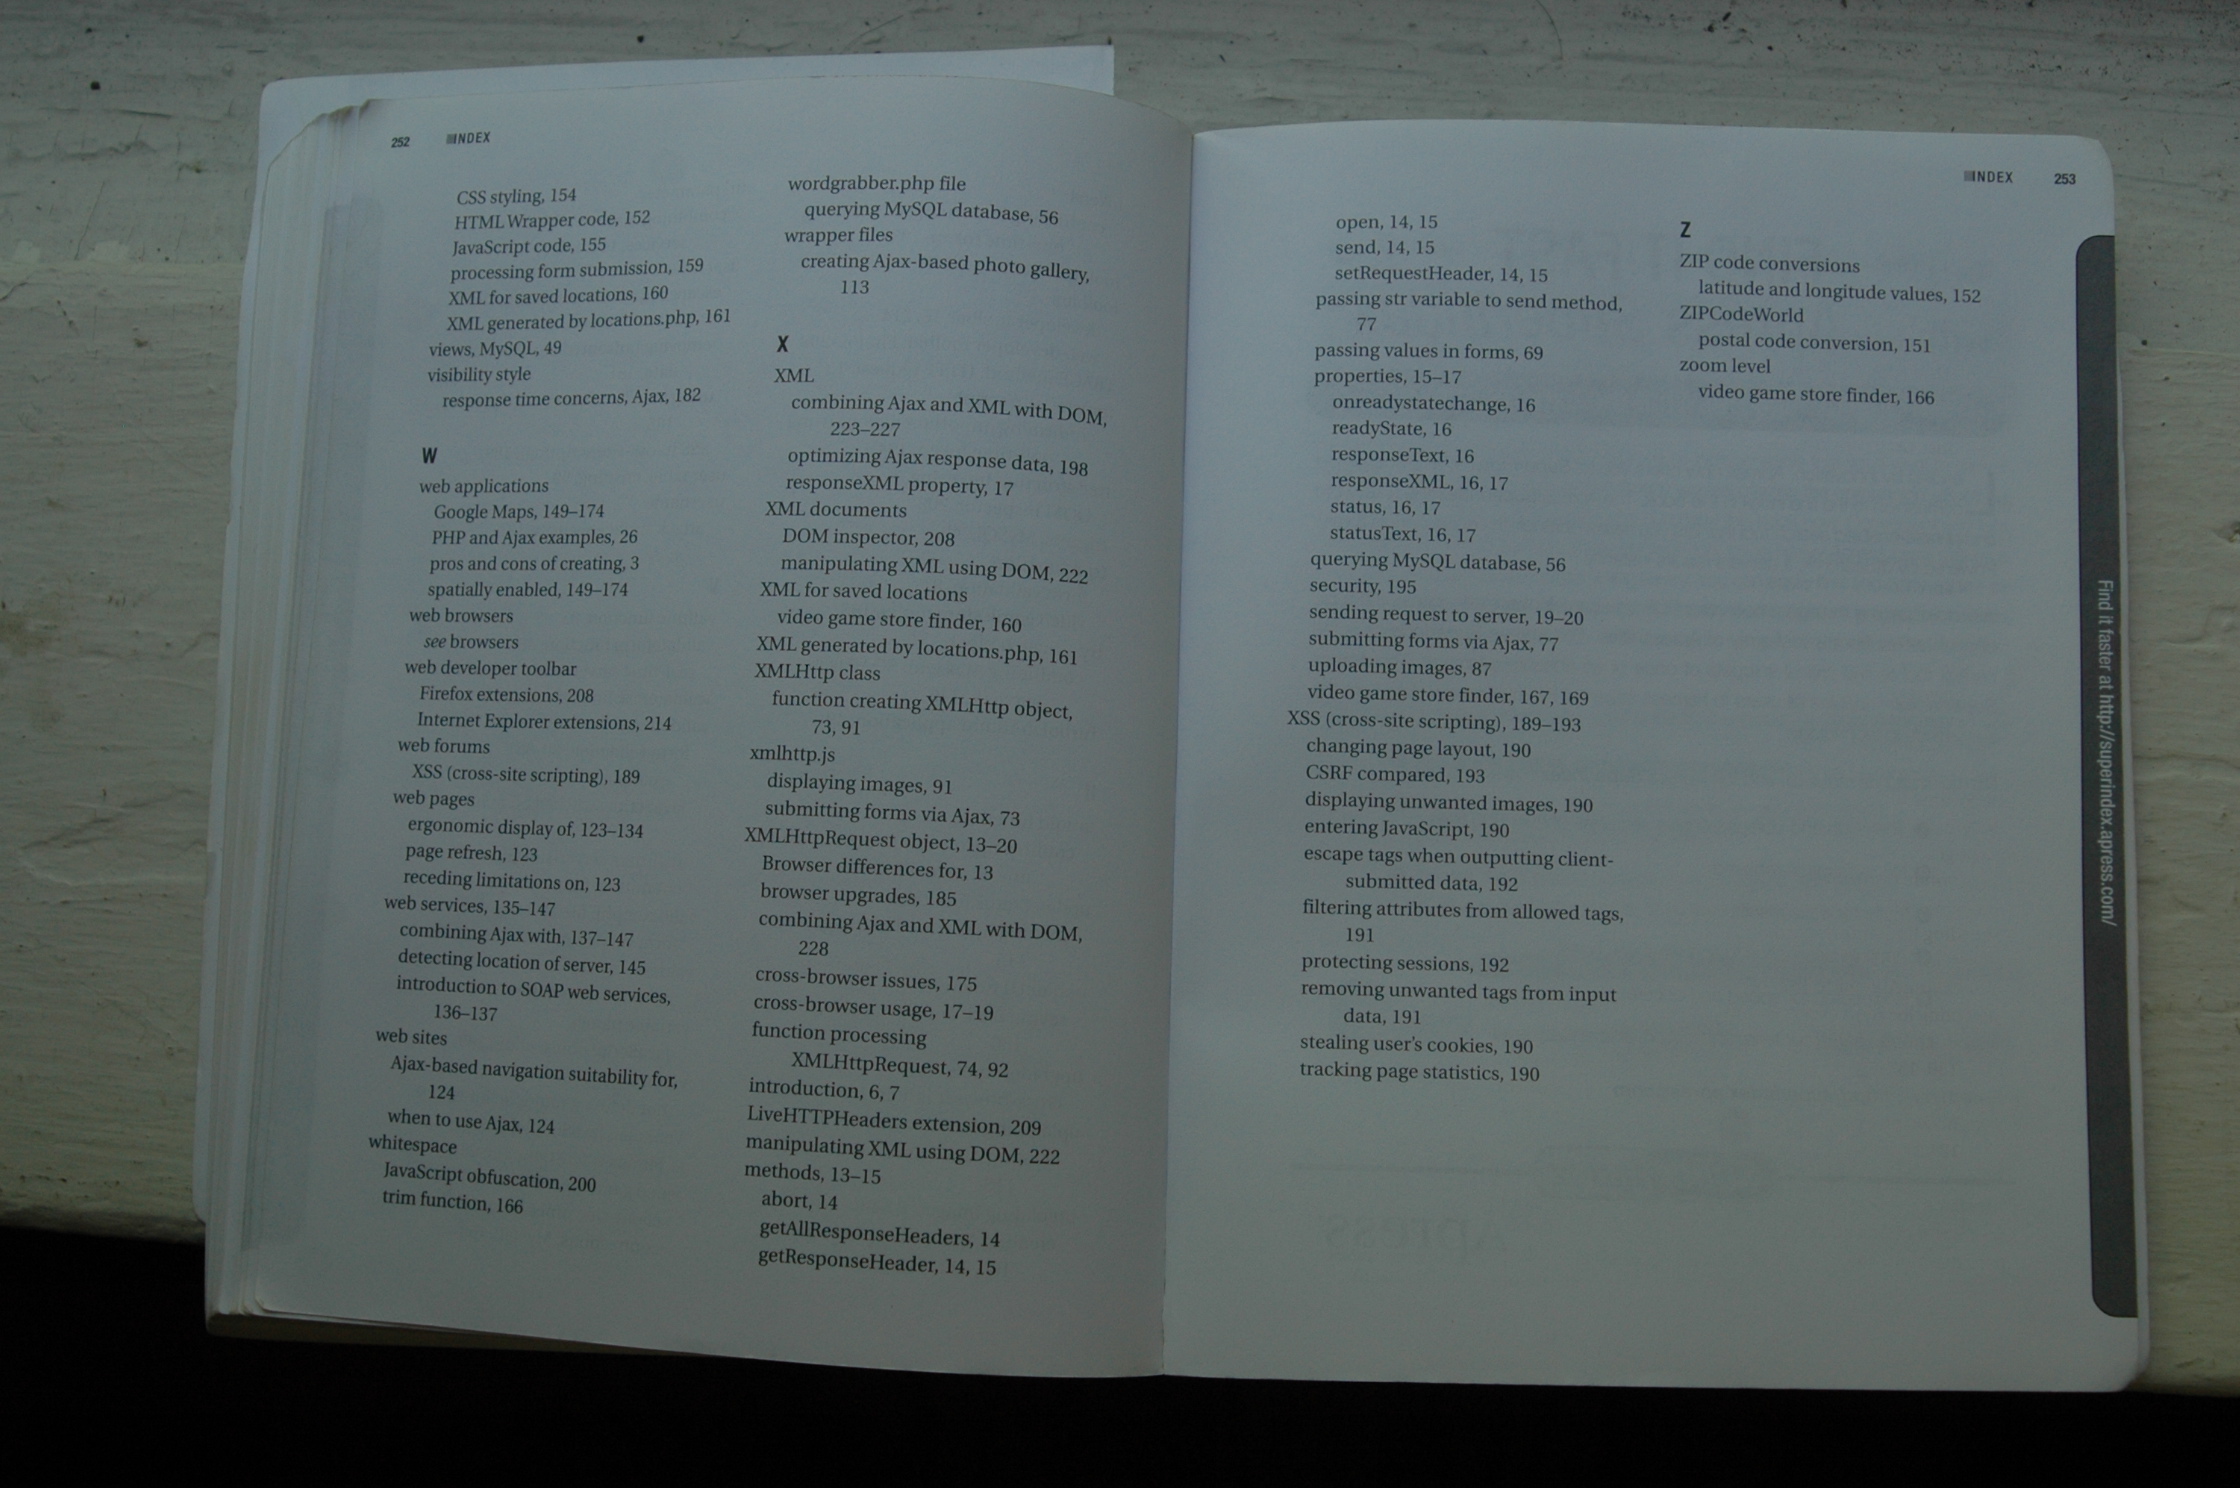 252 INDEX
CSS styling, 154
HTML Wrapper code, 152
JavaScript code, 155
processing form submission, 159
XML for saved locations, 160
XML generated by locations.php, 161
views, MySQL, 49
visibility style
response time concerns, Ajax, 182
W
web applications
Google Maps, 149–174
PHP and Ajax examples, 26
pros and cons of creating, 3
spatially enabled, 149–174
web browsers
see browsers
web developer toolbar
Firefox extensions, 208
Internet Explorer extensions, 214
web forums
XSS (cross-site scripting), 189
web pages
ergonomic display of, 123–134
page refresh, 123
receding limitations on, 123
web services, 135–147
combining Ajax with, 137–147
detecting location of server, 145
introduction to SOAP web services,
136–137
web sites
Ajax-based navigation suitability for,
124
when to use Ajax, 124
whitespace
JavaScript obfuscation, 200
trim function, 166
wordgrabber.php file
querying MySQL database, 56
wrapper files
creating Ajax-based photo gallery,
113
X
XML
combining Ajax and XML with DOM,
223–227
optimizing Ajax response data, 198
responseXML property, 17
XML documents
DOM inspector, 208
manipulating XML using DOM, 222
XML for saved locations
video game store finder, 160
XML generated by locations.php, 161
XMLHttp class
function creating XMLHttp object,
73, 91
xmlhttp.js
displaying images, 91
submitting forms via Ajax, 73
XMLHttpRequest object, 13–20
Browser differences for, 13
browser upgrades, 185
combining Ajax and XML with DOM,
228
cross-browser issues, 175
cross-browser usage, 17–19
function processing
XMLHttpRequest, 74, 92
introduction, 6, 7
LiveHTTPHeaders extension, 209
manipulating XML using DOM, 222
methods, 13–15
abort, 14
getAllResponseHeaders, 14
getResponseHeader, 14, 15
INDEX 253
open, 14, 15
send, 14, 15
setRequestHeader, 14, 15
passing str variable to send method,
77
passing values in forms, 69
properties, 15–17
onreadystatechange, 16
readyState, 16
responseText, 16
responseXML, 16, 17
status, 16, 17
statusText, 16, 17
querying MySQL database, 56
security, 195
sending request to server, 19–20
submitting forms via Ajax, 77
uploading images, 87
video game store finder, 167, 169
XSS (cross-site scripting), 189–193
changing page layout, 190
CSRF compared, 193
displaying unwanted images, 190
entering JavaScript, 190
escape tags when outputting client-
submitted data, 192
filtering attributes from allowed tags,
191
protecting sessions, 192
removing unwanted tags from input
data, 191
stealing user's cookies, 190
tracking page statistics, 190
Z
ZIP code conversions
latitude and longitude values, 152
ZIPCodeWorld
postal code conversion, 151
zoom level
video game store finder, 166
Find it faster at http://superindex.apress.com/